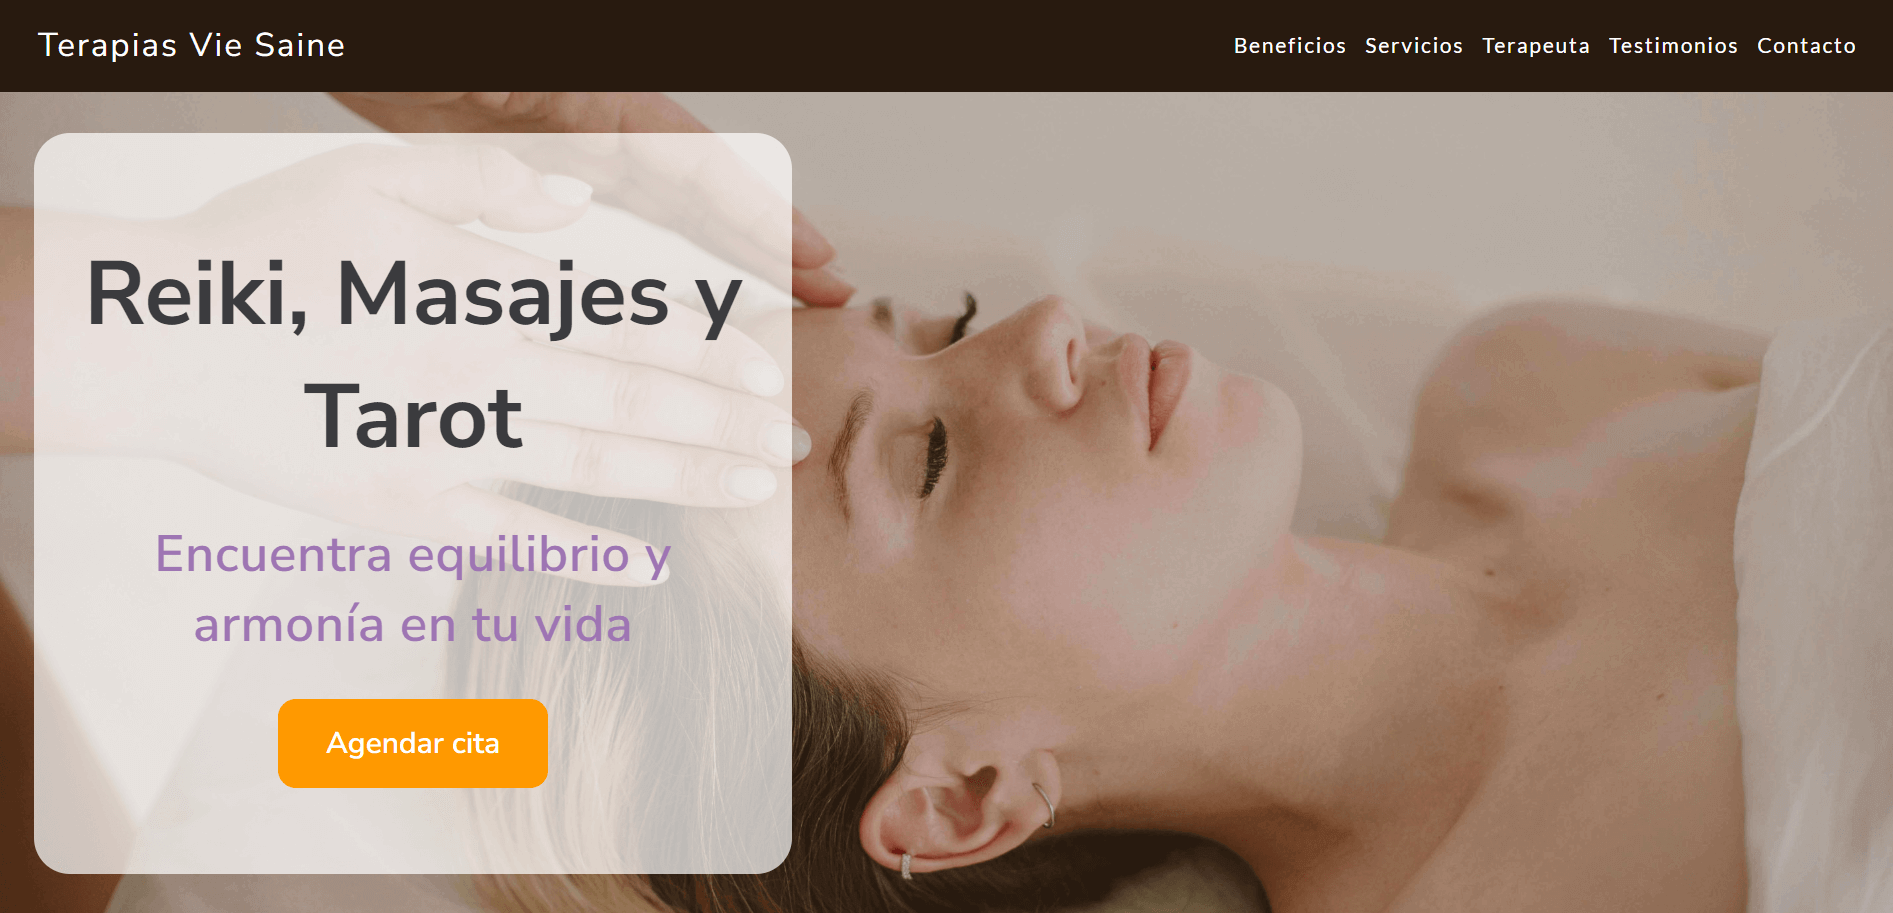 Terapias Vie Saine
Beneficios Servicios Terapeuta Testimonios Contacto
Reiki, Masajes y
Tarot
Encuentra equilibrio y
armonía en tu vida
Agendar cita